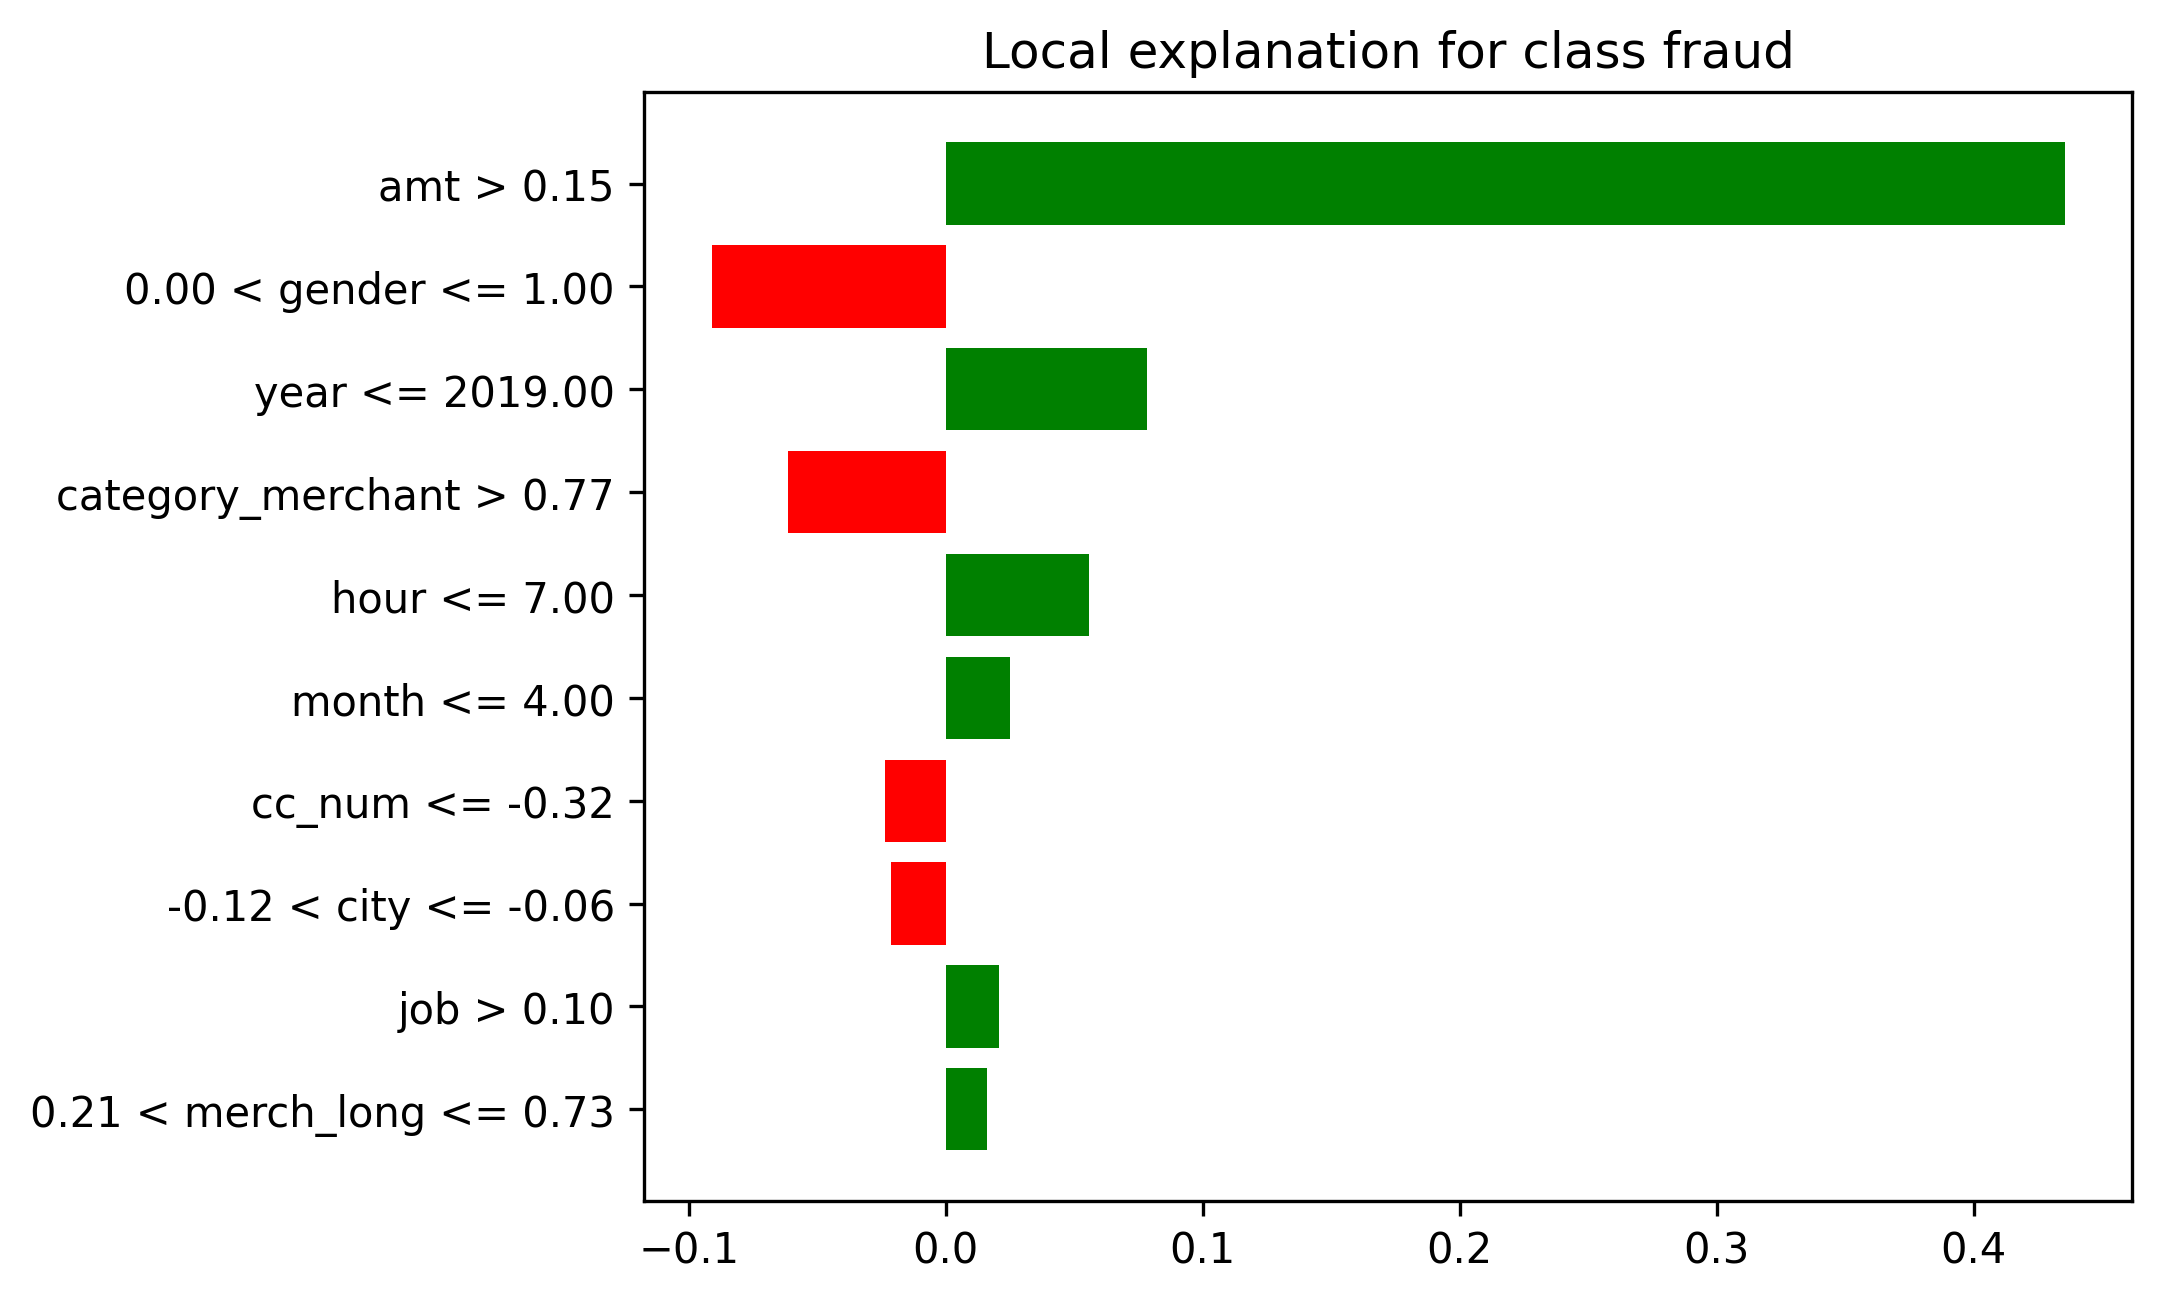 Local explanation for class fraud
amt > 0.15
0.00 < gender <= 1.00
year <= 2019.00
category_merchant > 0.77
hour <= 7.00
month <= 4.00
cc_num <= -0.32
-0.12 < city <= -0.06
job > 0.10
0.21 < merch_long <= 0.73
−0.1 0.0 0.1 0.2 0.3 0.4